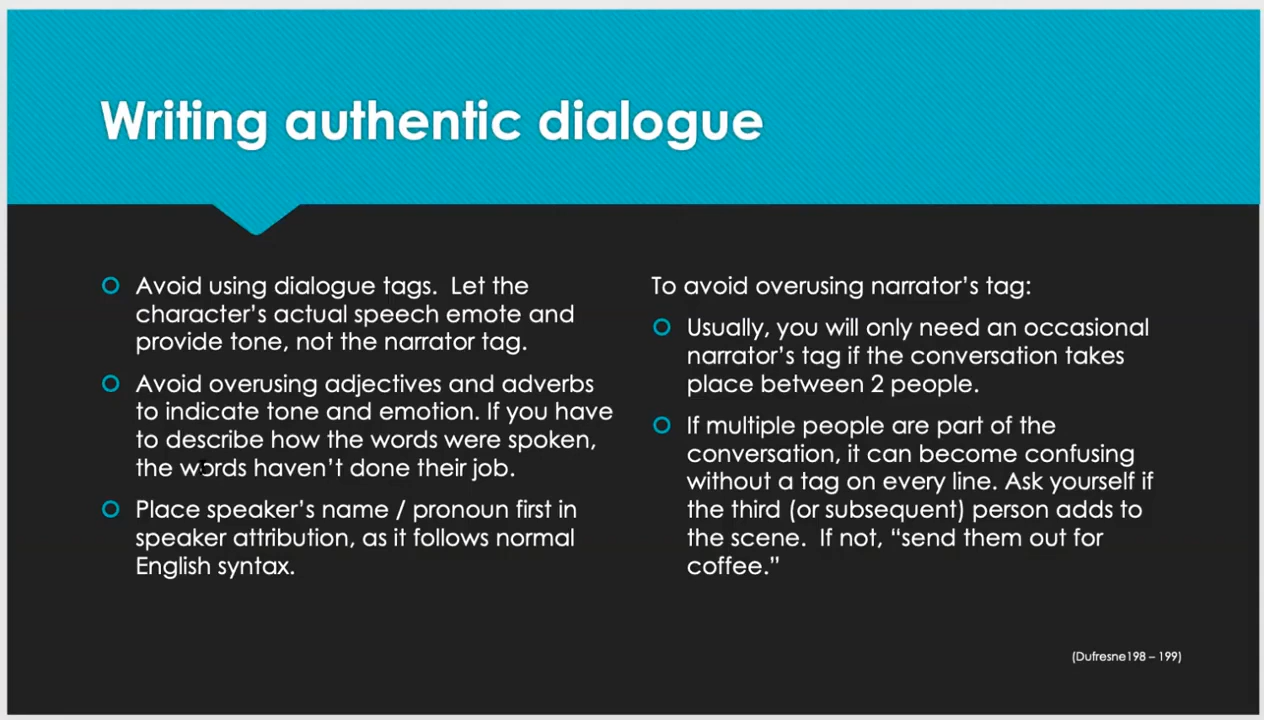 Writing authentic dialogue
Avoid using dialogue tags.  Let the
character's actual speech emote and
provide tone, not the narrator tag.
Avoid overusing adjectives and adverbs
to indicate tone and emotion. If you have
to describe how the words were spoken,
the words haven't done their job.
Place speaker's name / pronoun first in
speaker attribution, as it follows normal
English syntax.
To avoid overusing narrator's tag:
Usually, you will only need an occasional
narrator's tag if the conversation takes
place between 2 people.
If multiple people are part of the
conversation, it can become confusing
without a tag on every line. Ask yourself if
the third (or subsequent) person adds to
the scene.  If not, “send them out for
coffee.”
(Dufresne198 – 199)